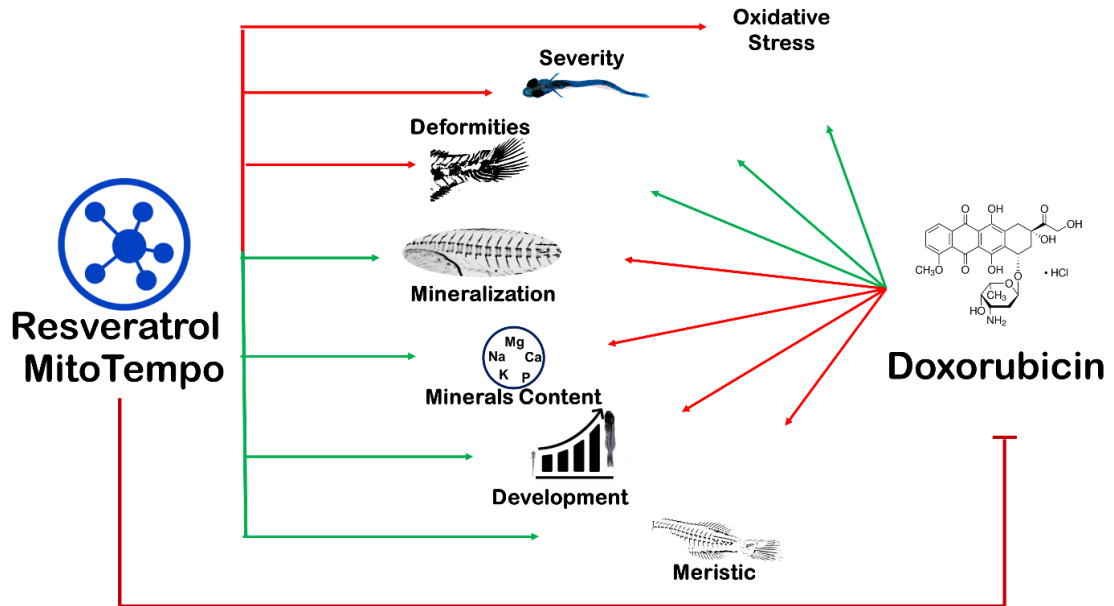 Oxidative
Stress
Severity
Deformities
Mineralization
Mg
Na
Ca
K
P
Minerals Content
Development
Meristic
Resveratrol
MitoTempo
O
OH
O
OH
OH
CH3O
O
OH
O
• HCl
O
CH3
HO
NH2
Doxorubicin